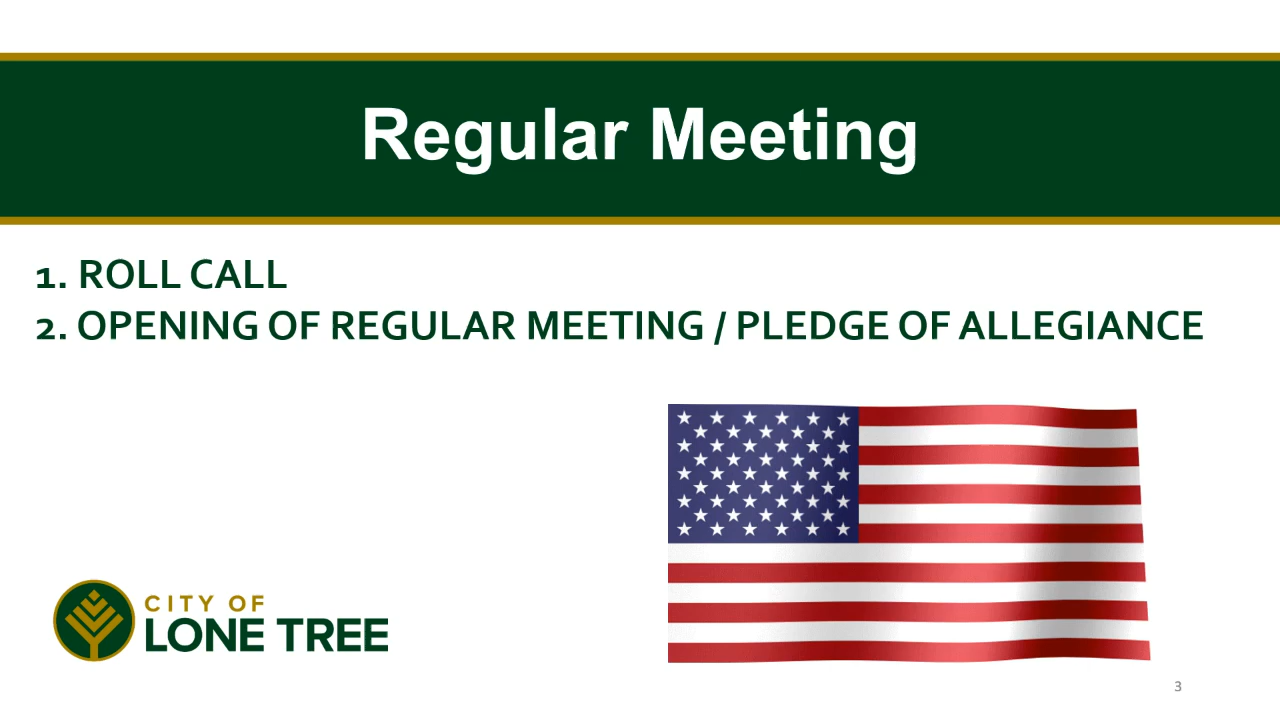 Regular Meeting
1. ROLL CALL
2. OPENING OF REGULAR MEETING / PLEDGE OF ALLEGIANCE
CITY OF
LONE TREE
3